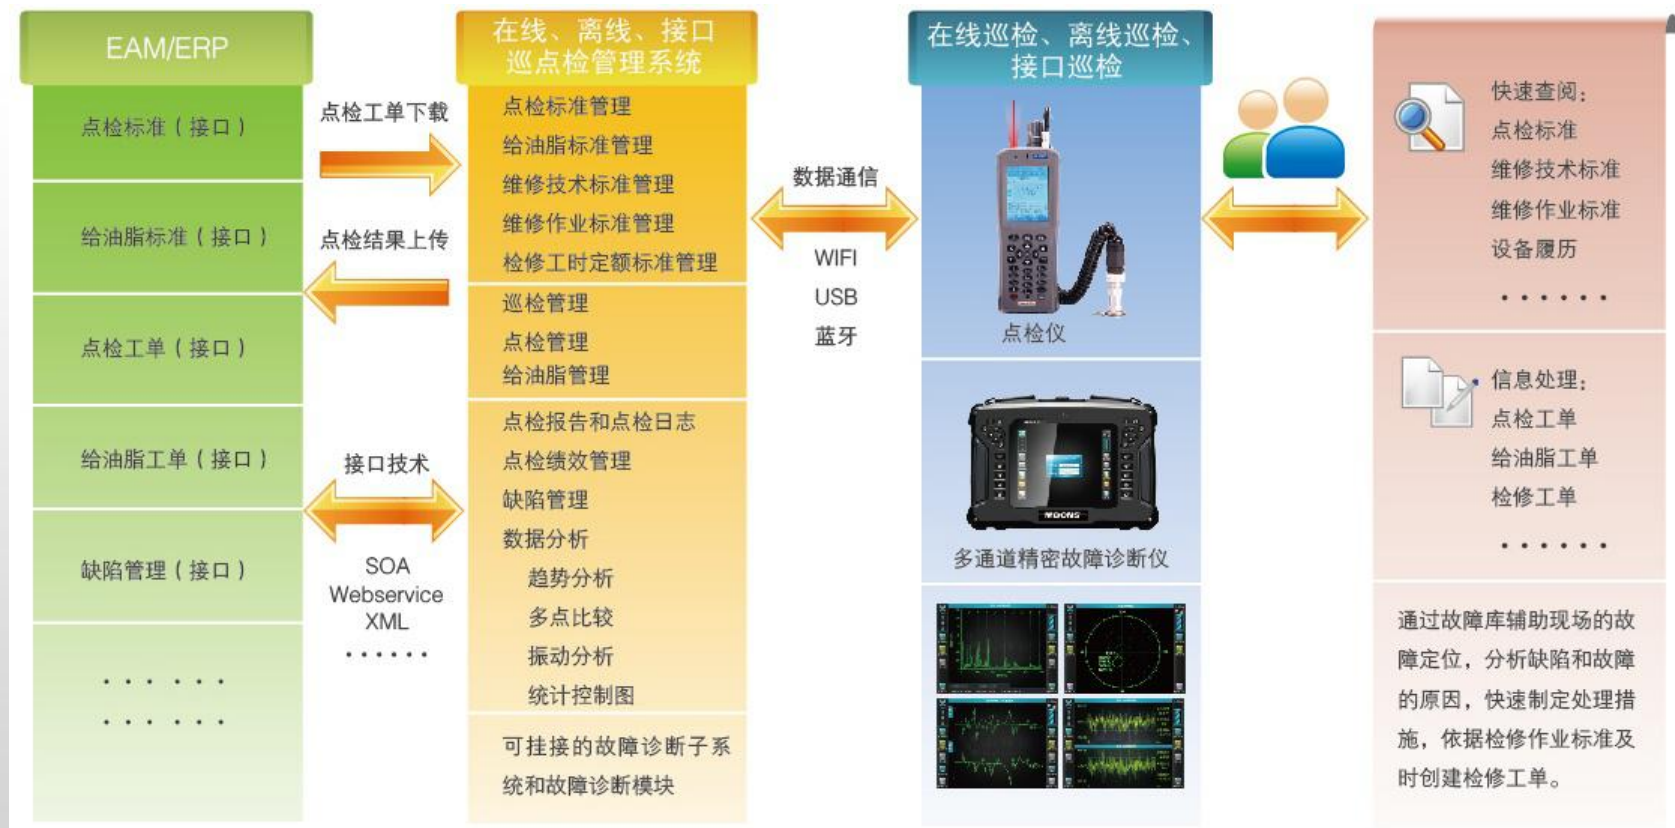 EAM/ERP
点检标准(接口)
给油脂标准(接口)
点检工单(接口)
给油脂工单(接口)
缺陷管理(接口)
······
······
点检工单下载
点检结果上传
接口技术
SOA
Webservice
XML
······
在线、离线、接口
巡点检管理系统
点检标准管理
给油脂标准管理
维修技术标准管理
维修作业标准管理
检修工时定额标准管理
巡检管理
点检管理
给油脂管理
点检报告和点检日志
点检绩效管理
缺陷管理
数据分析
趋势分析
多点比较
振动分析
统计控制图
可挂接的故障诊断子系
统和故障诊断模块
数据通信
WIFI
USB
蓝牙
在线巡检、离线巡检、
接口巡检
点检仪
MOONS
多通道精密故障诊断仪
快速查阅：
点检标准
维修技术标准
维修作业标准
设备履历
······
信息处理：
点检工单
给油脂工单
检修工单
······
通过故障库辅助现场的故
障定位，分析缺陷和故障
的原因，快速制定处理措
施，依据检修作业标准及
时创建检修工单。